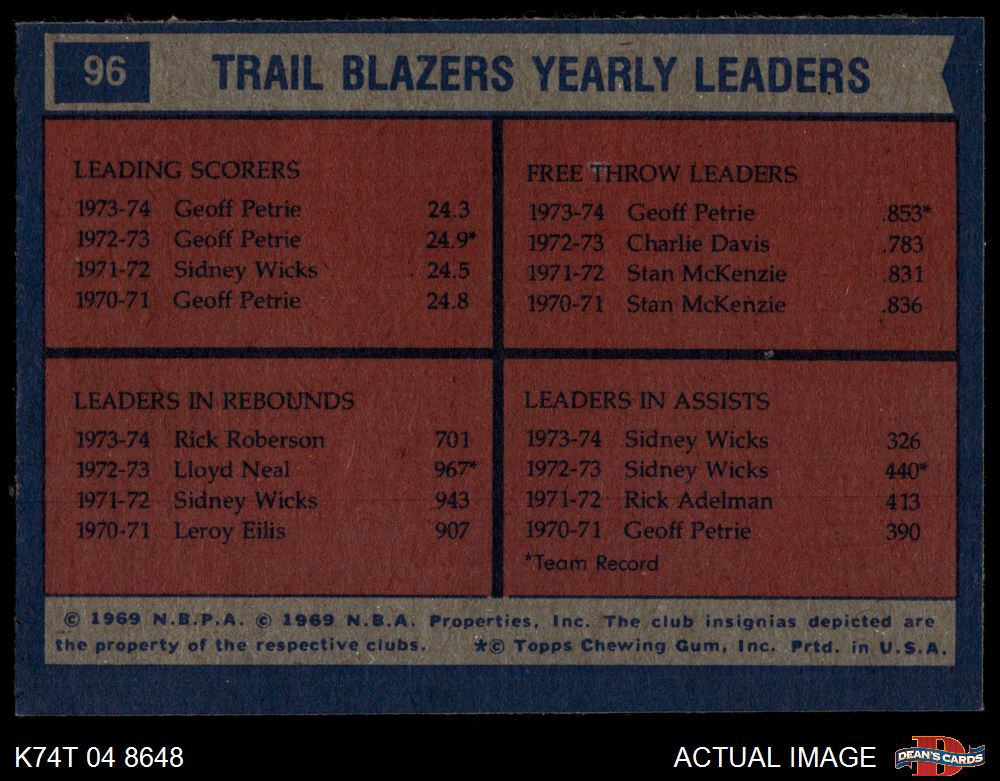 96 TRAIL BLAZERS YEARLY LEADERS
LEADING SCORERS
1973-74 Geoff Petrie 24.3
1972-73 Geoff Petrie 24.9*
1971-72 Sidney Wicks 24.5
1970-71 Geoff Petrie 24.8
FREE THROW LEADERS
1973-74 Geoff Petrie .853*
1972-73 Charlie Davis .783
1971-72 Stan McKenzie .831
1970-71 Stan McKenzie .836
LEADERS IN REBOUNDS
1973-74 Rick Roberson 701
1972-73 Lloyd Neal 967*
1971-72 Sidney Wicks 943
1970-71 Leroy Eilis 907
LEADERS IN ASSISTS
1973-74 Sidney Wicks 326
1972-73 Sidney Wicks 440*
1971-72 Rick Adelman 413
1970-71 Geoff Petrie 390
*Team Record
© 1969 N.B.P.A. © 1969 N.B.A. Properties, Inc. The club insignias depicted are
the property of the respective clubs. *© Topps Chewing Gum, Inc. Prtd. in U.S.A.
K74T 04 8648
ACTUAL IMAGE
D
DEAN'S CARDS